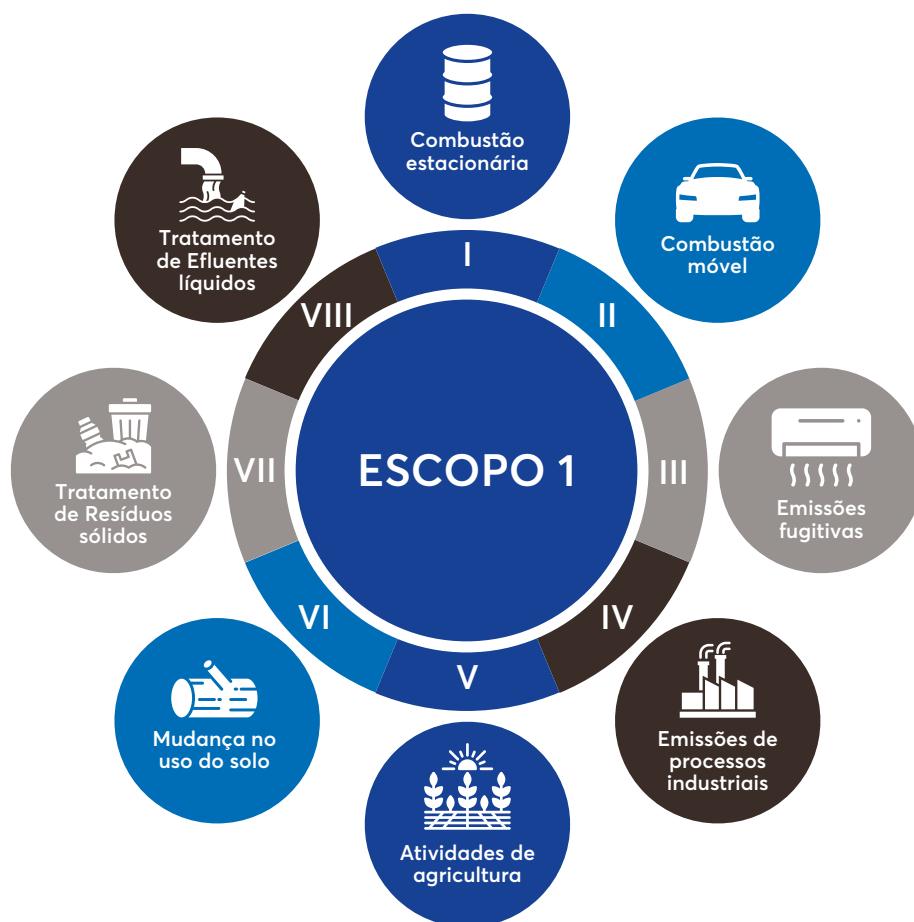 Combustão
estacionária
I
Combustão
móvel
II
Emissões
fugitivas
III
Emissões de
processos
industriais
IV
Atividades de
agricultura
V
Mudança no
uso do solo
VI
Tratamento
de Resíduos
sólidos
VII
Tratamento
de Efluentes
líquidos
VIII
ESCOPO 1